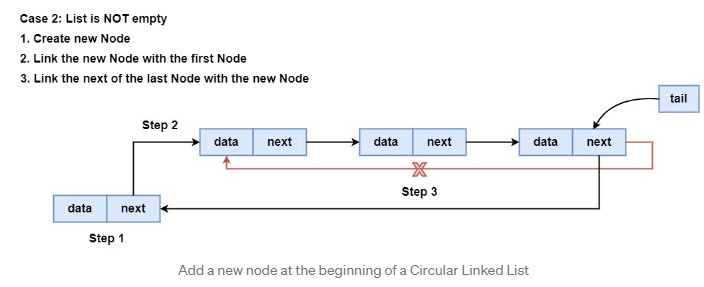 Case 2: List is NOT empty
1. Create new Node
2. Link the new Node with the first Node
3. Link the next of the last Node with the new Node
tail
Step 2
data next data next data next
X
Step 3
data next
Step 1
Add a new node at the beginning of a Circular Linked List